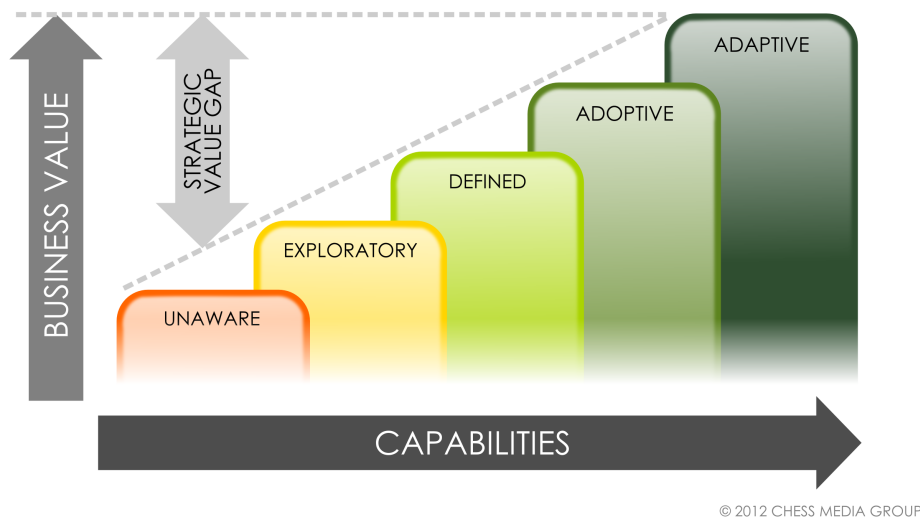 BUSINESS VALUE
STRATEGIC
VALUE GAP
UNAWARE
EXPLORATORY
DEFINED
ADOPTIVE
ADAPTIVE
CAPABILITIES
© 2012 CHESS MEDIA GROUP